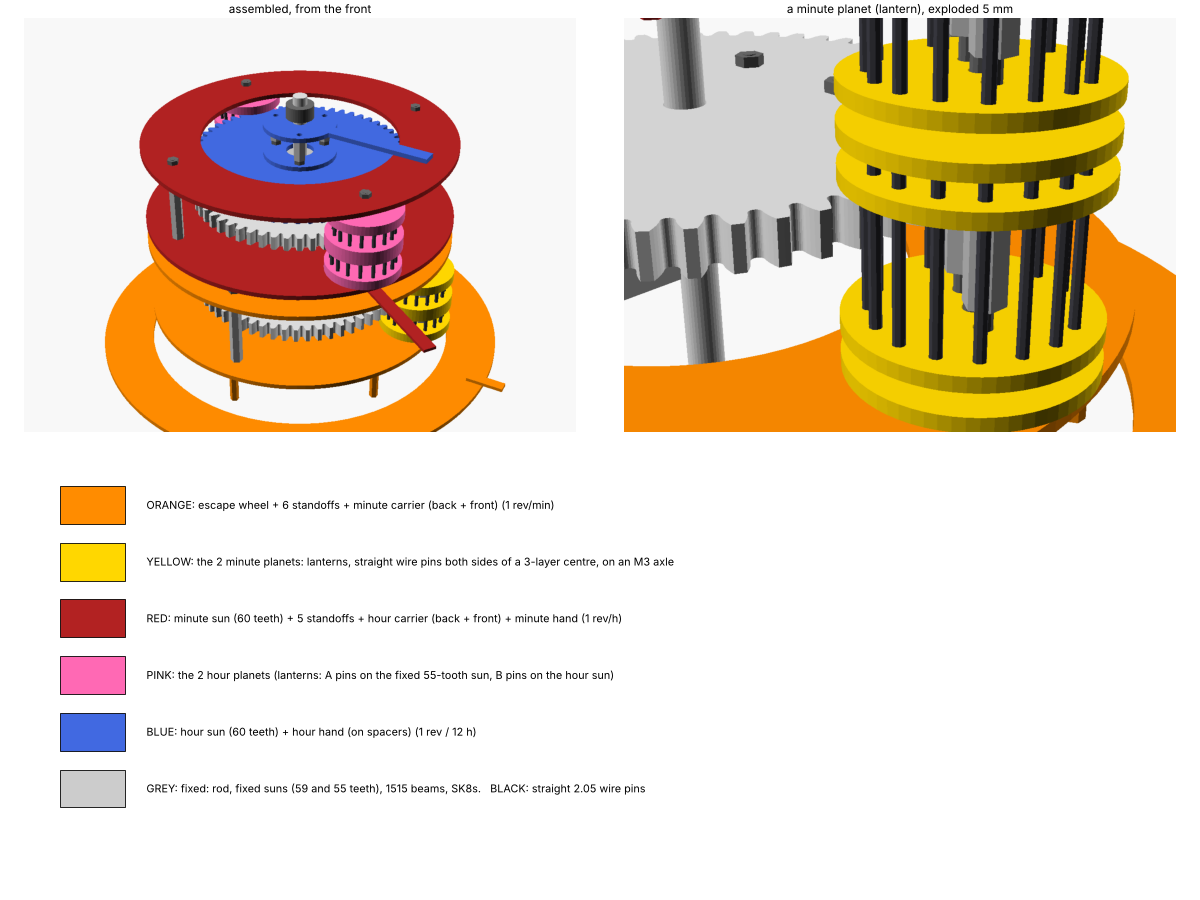 assembled, from the front
a minute planet (lantern), exploded 5 mm
ORANGE: escape wheel + 6 standoffs + minute carrier (back + front) (1 rev/min)
YELLOW: the 2 minute planets: lanterns, straight wire pins both sides of a 3-layer centre, on an M3 axle
RED: minute sun (60 teeth) + 5 standoffs + hour carrier (back + front) + minute hand (1 rev/h)
PINK: the 2 hour planets (lanterns: A pins on the fixed 55-tooth sun, B pins on the hour sun)
BLUE: hour sun (60 teeth) + hour hand (on spacers) (1 rev / 12 h)
GREY: fixed: rod, fixed suns (59 and 55 teeth), 1515 beams, SK8s. BLACK: straight 2.05 wire pins